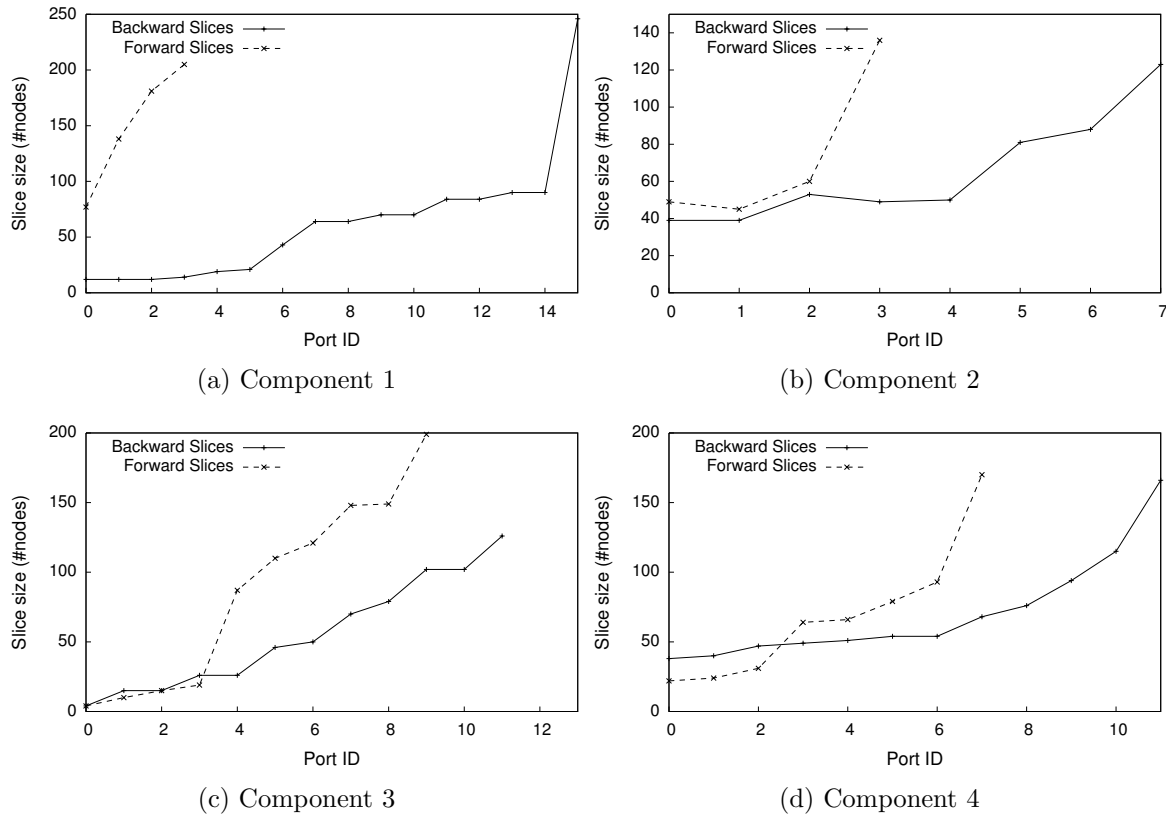 250
200
150
100
50
0
Slice size (#nodes)
Backward Slices
Forward Slices
0 2 4 6 8 10 12 14
Port ID
(a) Component 1
140
120
100
80
60
40
20
0
Slice size (#nodes)
Backward Slices
Forward Slices
0 1 2 3 4 5 6 7
Port ID
(b) Component 2
200
150
100
50
0
Slice size (#nodes)
Backward Slices
Forward Slices
0 2 4 6 8 10 12
Port ID
(c) Component 3
200
150
100
50
0
Slice size (#nodes)
Backward Slices
Forward Slices
0 2 4 6 8 10
Port ID
(d) Component 4